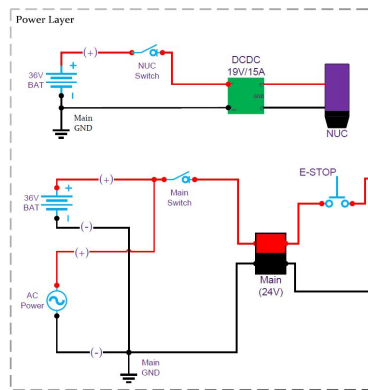 Power Layer
(+)
+
36V
BAT
−
NUC
Switch
DCDC
19V/15A
NUC
Main
GND
(+)
+
36V
BAT
−
(-)
Main
Switch
E-STOP
(+)
Main
(24V)
AC
Power
(-)
Main
GND